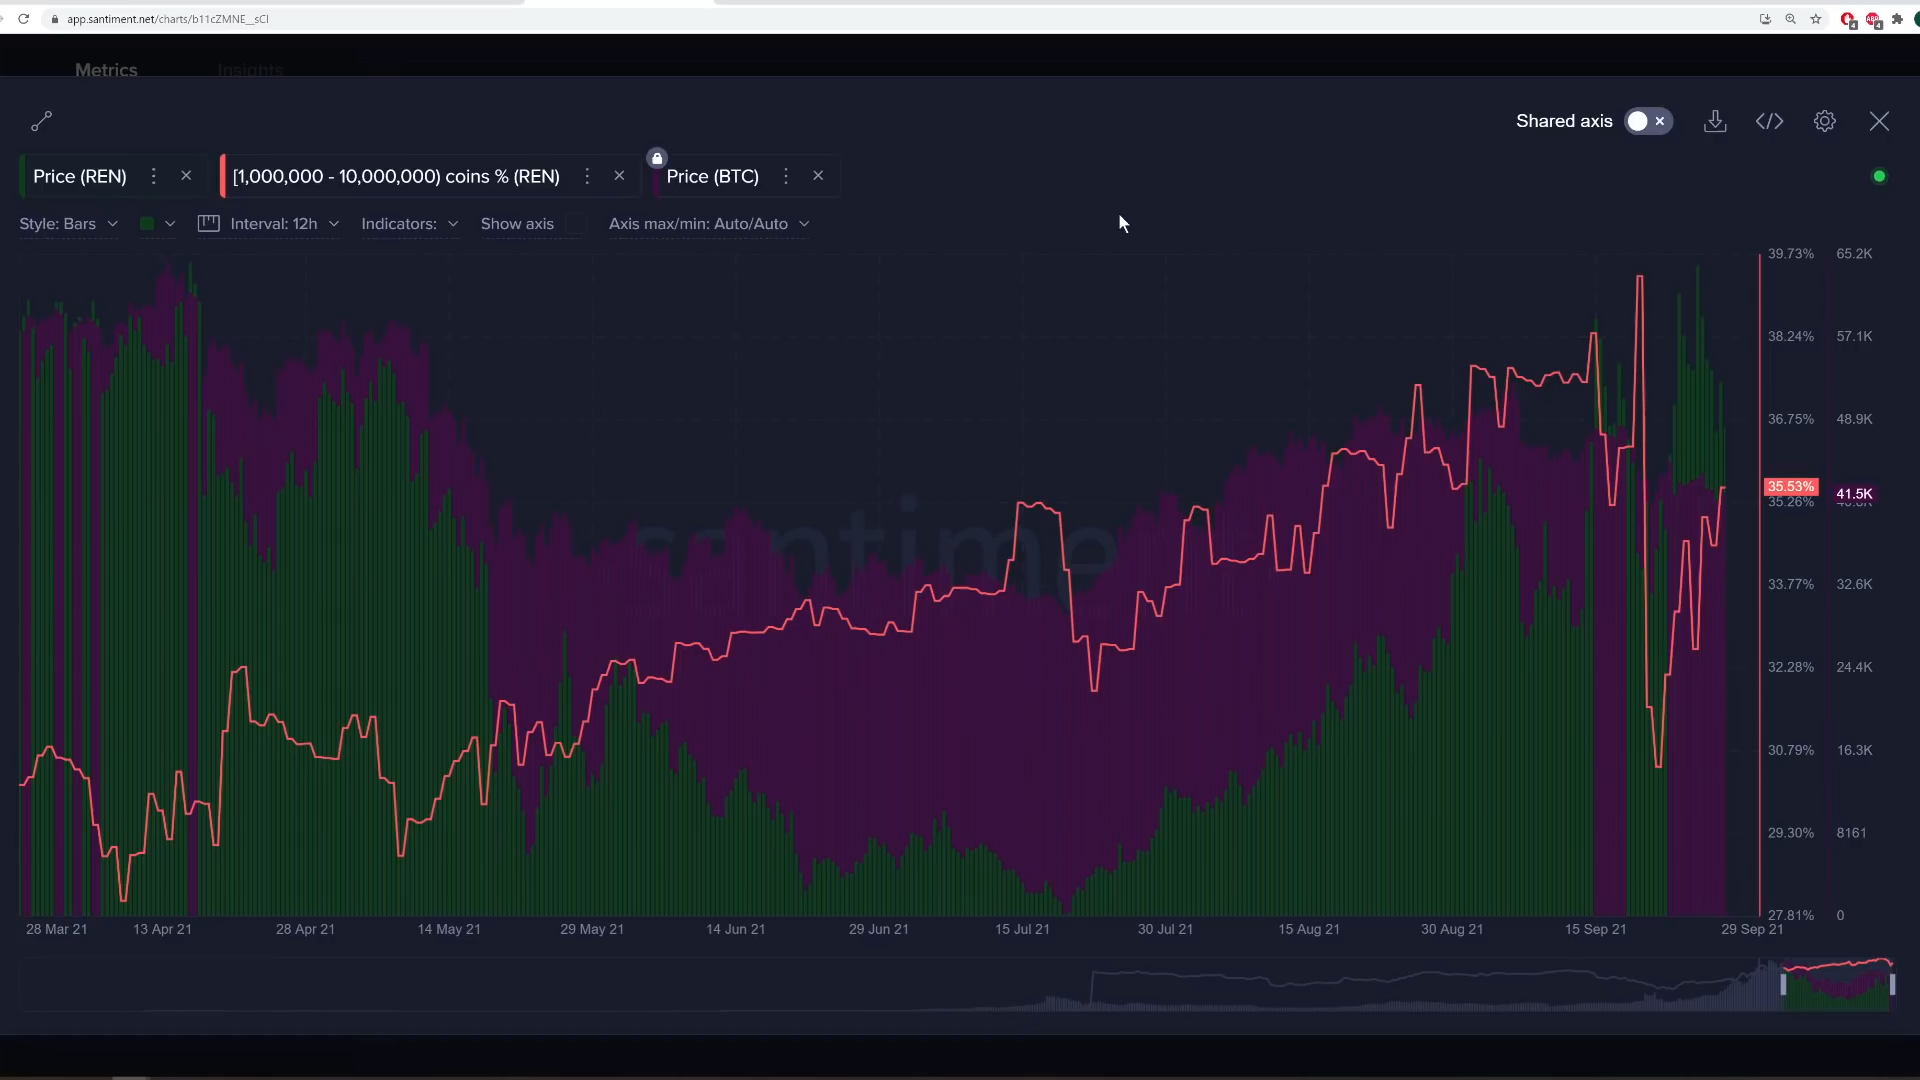 app.santiment.net/charts/b11cZMNE__sCl
Metrics Insights
Shared axis
Price (REN) [1,000,000 - 10,000,000) coins % (REN) Price (BTC)
Style: Bars Interval: 12h Indicators: Show axis Axis max/min: Auto/Auto
39.73% 65.2K
38.24% 57.1K
36.75% 48.9K
35.53% 41.5K
35.26%
33.77% 32.6K
32.28% 24.4K
30.79% 16.3K
29.30% 8161
27.81% 0
santiment
28 Mar 21 13 Apr 21 28 Apr 21 14 May 21 29 May 21 14 Jun 21 29 Jun 21 15 Jul 21 30 Jul 21 15 Aug 21 30 Aug 21 15 Sep 21 29 Sep 21